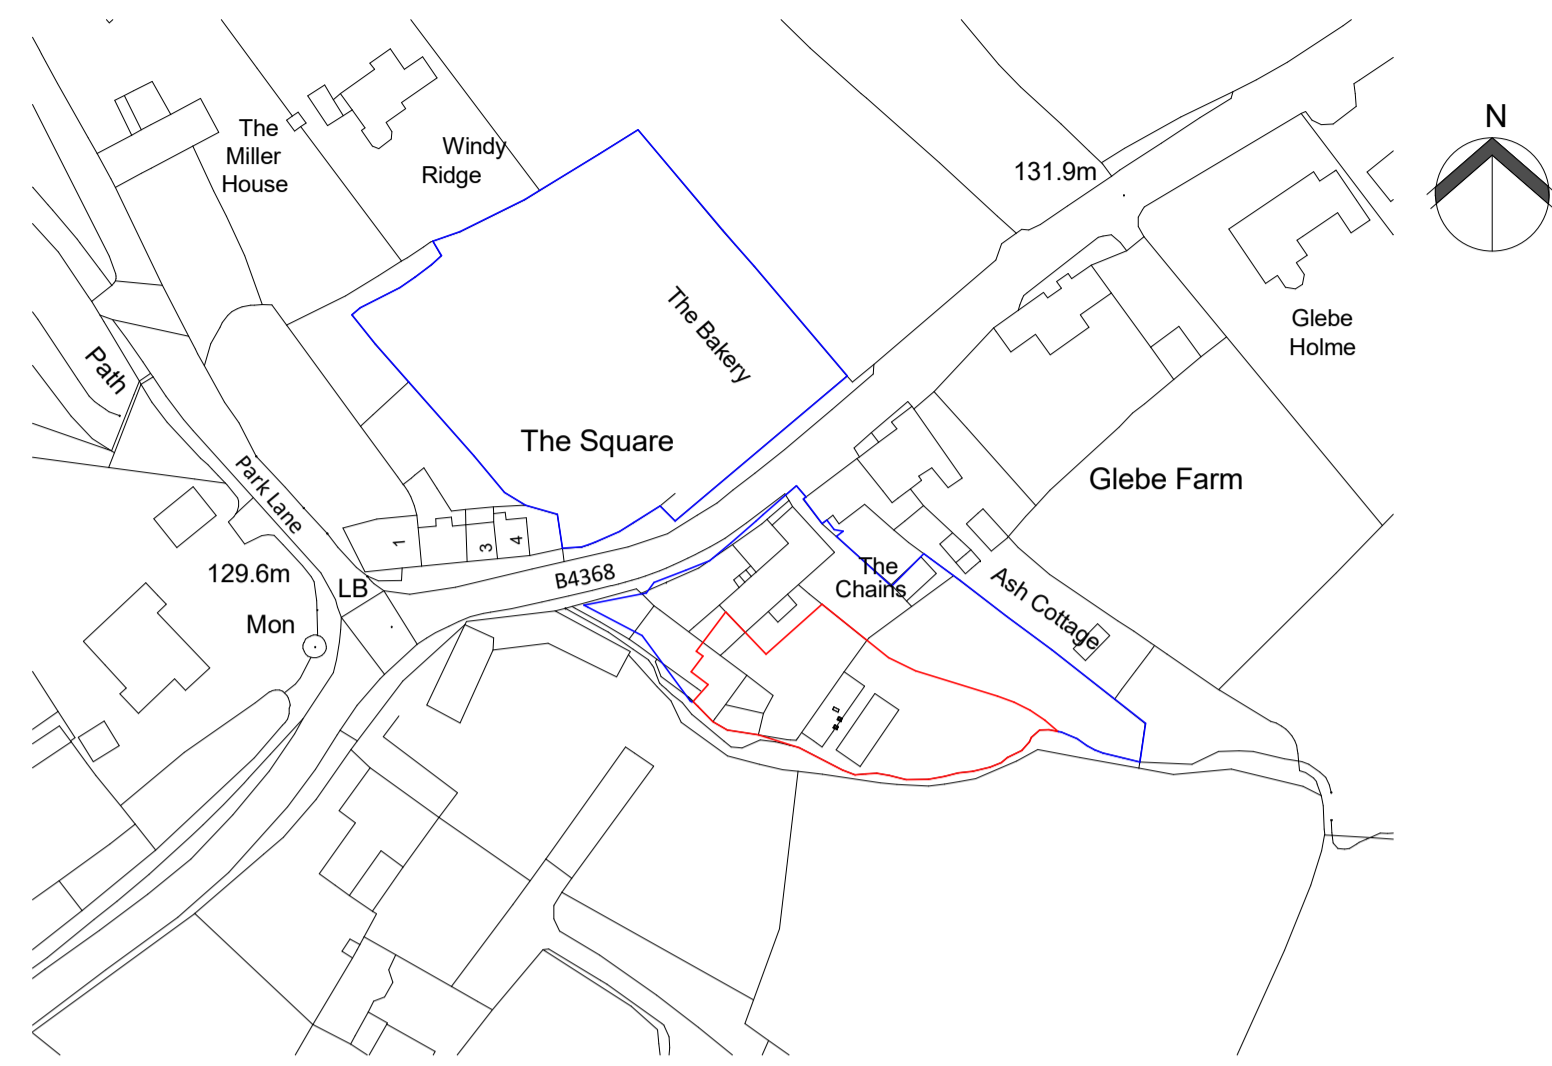 N
The
Miller
House
Windy
Ridge
131.9m
The Bakery
Glebe
Holme
Path
The Square
Glebe Farm
Park Lane
1
3
4
129.6m
LB
B4368
The
Chains
Ash Cottage
Mon